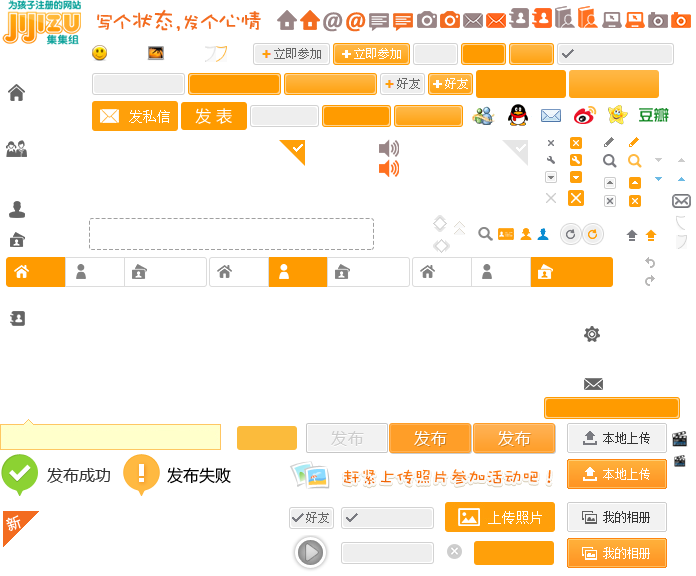 为孩子注册的网站
JIJIZU
集集组
写个状态，发个心情
+立即参加
+立即参加
+好友
+好友
发私信
发表
豆瓣
发布
发布
发布
本地上传
发布成功
发布失败
赶紧上传照片参加活动吧！
本地上传
新
好友
上传照片
我的相册
我的相册